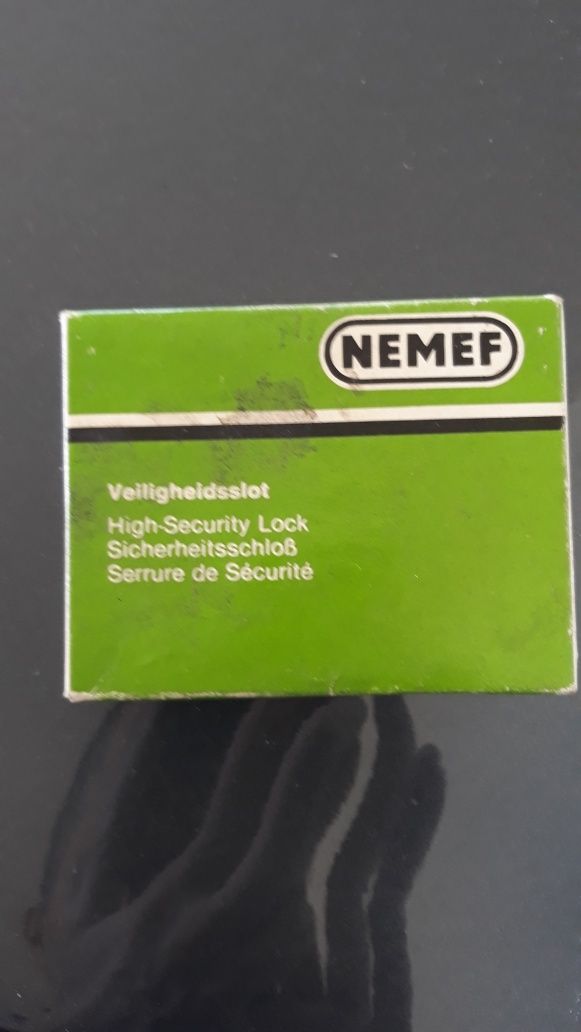 NEMEF
Veiligheidsslot
High-Security Lock
Sicherheitsschloß
Serrure de Sécurité